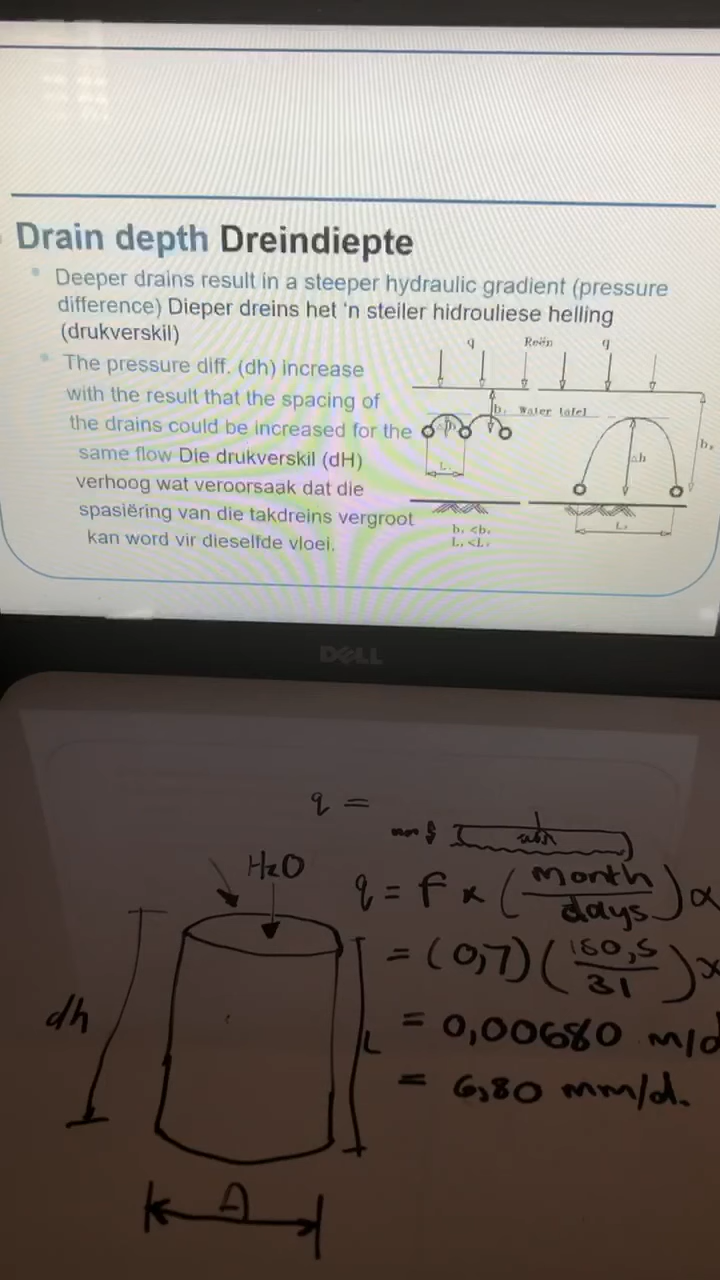 Drain depth Dreindiepte
Deeper drains result in a steeper hydraulic gradient (pressure
difference) Dieper dreins het 'n steiler hidrouliese helling
(drukverskil)
The pressure diff. (dh) increase
with the result that the spacing of
the drains could be increased for the
same flow Die drukverskil (dH)
verhoog wat veroorsaak dat die
spasiëring van die takdreins vergroot
kan word vir dieselfde vloei.
q Reën q
Water tafel
Δh
DELL
q =
H2O
q = F x (month/days) x
= (0,7)(150,5/31) x
= 0,00680 m/d
= 6,80 mm/d.
dh
L
A